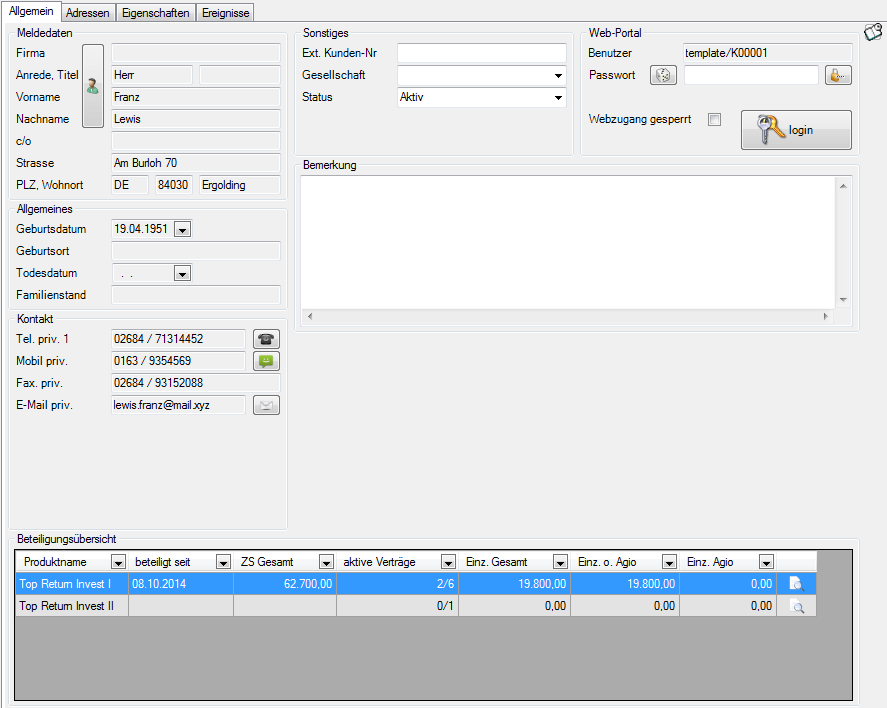 Allgemein Adressen Eigenschaften Ereignisse
Meldedaten
Firma
Anrede, Titel Herr
Vorname Franz
Nachname Lewis
c/o
Strasse Am Burloh 70
PLZ, Wohnort DE 84030 Ergolding
Allgemeines
Geburtsdatum 19.04.1951
Geburtsort
Todesdatum . .
Familienstand
Kontakt
Tel. priv. 1 02684 / 71314452
Mobil priv. 0163 / 9354569
Fax. priv. 02684 / 93152088
E-Mail priv. lewis.franz@mail.xyz
Sonstiges
Ext. Kunden-Nr
Gesellschaft
Status Aktiv
Web-Portal
Benutzer template/K00001
Passwort
Webzugang gesperrt
login
Bemerkung
Beteiligungsübersicht
Produktname beteiligt seit ZS Gesamt aktive Verträge Einz. Gesamt Einz. o. Agio Einz. Agio
Top Return Invest I 08.10.2014 62.700,00 2/6 19.800,00 19.800,00 0,00
Top Return Invest II 0/1 0,00 0,00 0,00